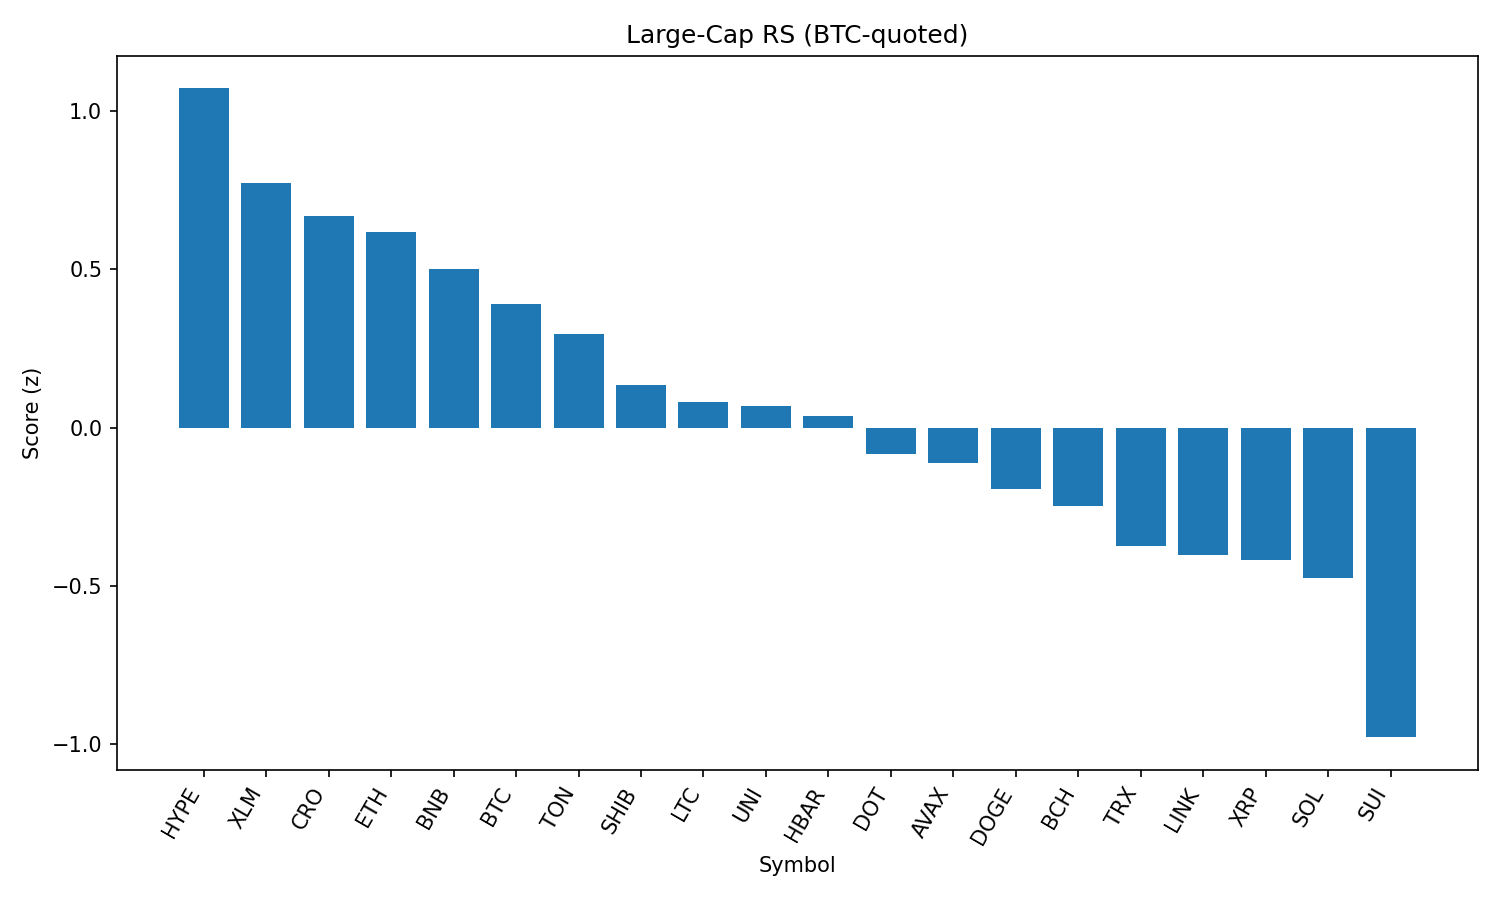 Large-Cap RS (BTC-quoted)
Score (z)
1.0
0.5
0.0
−0.5
−1.0
HYPE
XLM
CRO
ETH
BNB
BTC
TON
SHIB
LTC
UNI
HBAR
DOT
AVAX
DOGE
BCH
TRX
LINK
XRP
SOL
SUI
Symbol